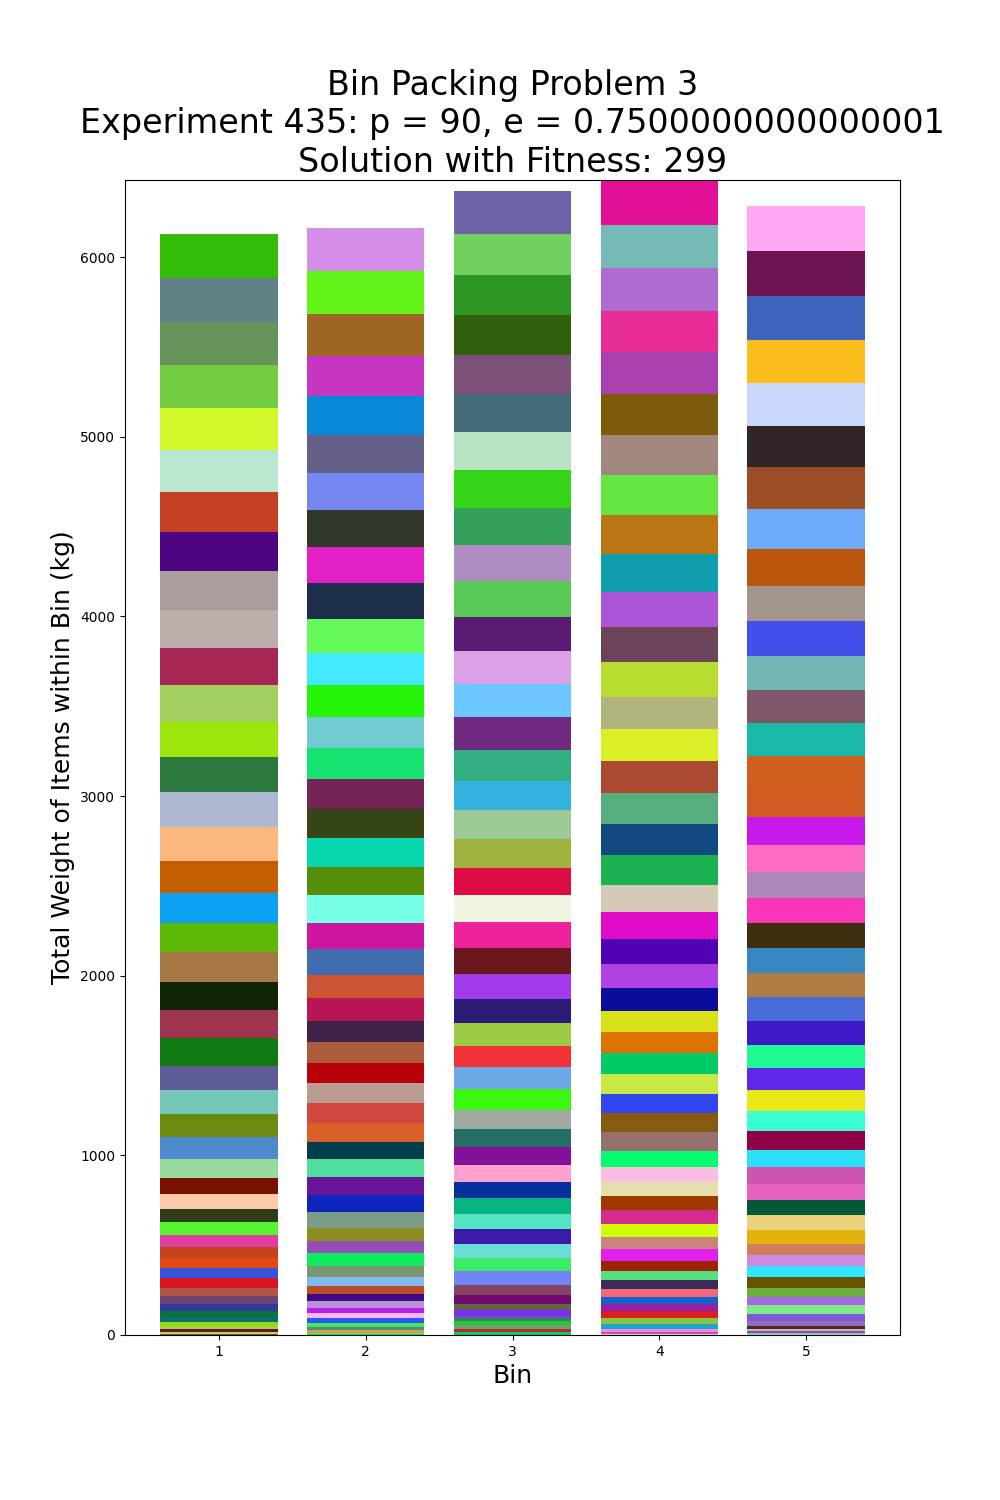 Bin Packing Problem 3
Experiment 435: p = 90, e = 0.7500000000000001
Solution with Fitness: 299
Total Weight of Items within Bin (kg)
6000
5000
4000
3000
2000
1000
0
1 2 3 4 5
Bin